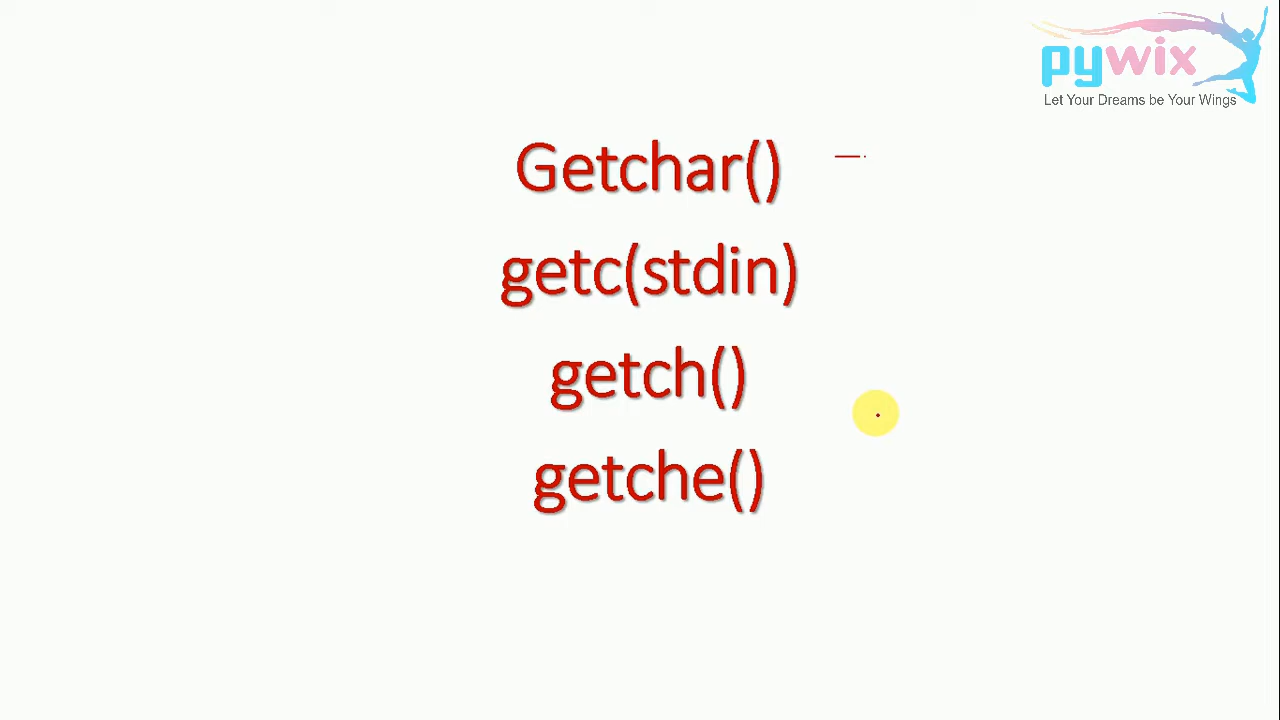 pywix
Let Your Dreams be Your Wings
Getchar()
getc(stdin)
getch()
getche()